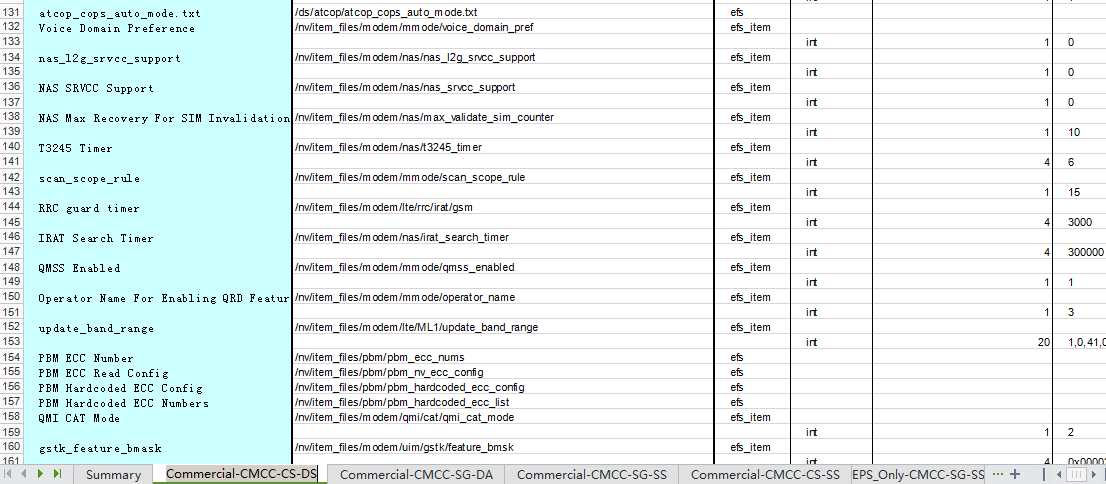 131 atcop_cops_auto_mode.txt /ds/atcop/atcop_cops_auto_mode.txt efs
132 Voice Domain Preference /nv/item_files/modem/mmode/voice_domain_pref efs_item
133 int 1 0
134 nas_l2g_srvcc_support /nv/item_files/modem/nas/nas_l2g_srvcc_support efs_item
135 int 1 0
136 NAS SRVCC Support /nv/item_files/modem/nas/nas_srvcc_support efs_item
137 int 1 0
138 NAS Max Recovery For SIM Invalidation /nv/item_files/modem/nas/max_validate_sim_counter efs_item
139 int 1 10
140 T3245 Timer /nv/item_files/modem/nas/t3245_timer efs_item
141 int 4 6
142 scan_scope_rule /nv/item_files/modem/mmode/scan_scope_rule efs_item
143 int 1 15
144 RRC guard timer /nv/item_files/modem/lte/rrc/irat/gsm efs_item
145 int 4 3000
146 IRAT Search Timer /nv/item_files/modem/nas/irat_search_timer efs_item
147 int 4 300000
148 QMSS Enabled /nv/item_files/modem/mmode/qmss_enabled efs_item
149 int 1 1
150 Operator Name For Enabling QRD Featur /nv/item_files/modem/mmode/operator_name efs_item
151 int 1 3
152 update_band_range /nv/item_files/modem/lte/ML1/update_band_range efs_item
153 int 20 1,0,41,0
154 PBM ECC Number /nv/item_files/pbm/pbm_ecc_nums efs
155 PBM ECC Read Config /nv/item_files/pbm/pbm_nv_ecc_config efs
156 PBM Hardcoded ECC Config /nv/item_files/pbm/pbm_hardcoded_ecc_config efs
157 PBM Hardcoded ECC Numbers /nv/item_files/pbm/pbm_hardcoded_ecc_list efs
158 QMI CAT Mode /nv/item_files/modem/qmi/cat/qmi_cat_mode efs_item
159 int 1 2
160 gstk_feature_bmask /nv/item_files/modem/uim/gstk/feature_bmsk efs_item
161 int 4
Summary Commercial-CMCC-CS-DS Commercial-CMCC-SG-DA Commercial-CMCC-SG-SS Commercial-CMCC-CS-SS EPS_Only-CMCC-SG-SS ··· +